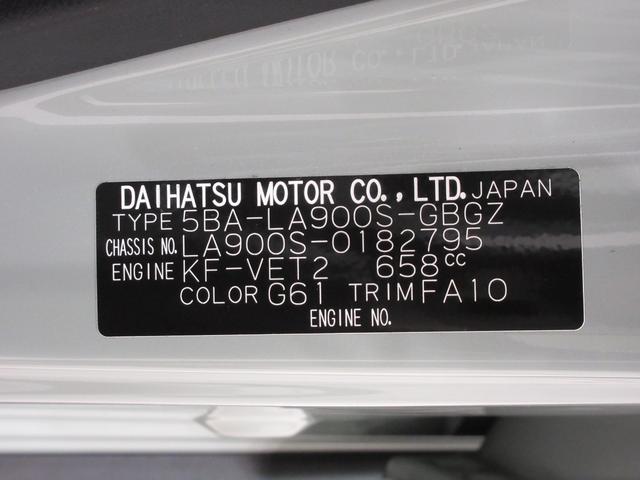 DAIHATSU MOTOR CO.,LTD. JAPAN
TYPE 5BA-LA900S-GBGZ
CHASSIS NO. LA900S-0182795
ENGINE KF-VET2 658cc
COLOR G61 TRIM FA10
ENGINE NO.